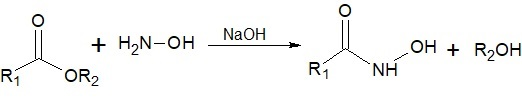 O
R1
OR2
+
H2N-OH
NaOH
O
R1
NH
OH
+
R2OH